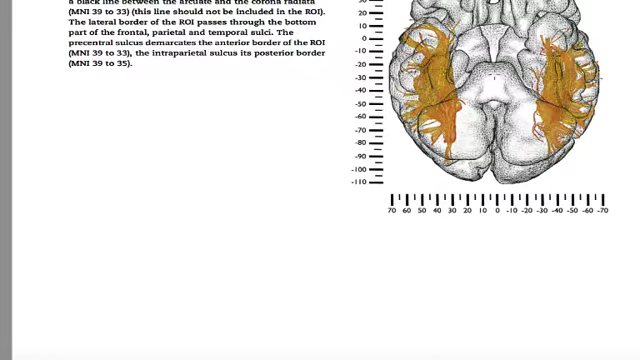 a black line between the arcuate and the corona radiata
(MNI 39 to 33) (this line should not be included in the ROI).
The lateral border of the ROI passes through the bottom
part of the frontal, parietal and temporal sulci. The
precentral sulcus demarcates the anterior border of the ROI
(MNI 39 to 33), the intraparietal sulcus its posterior border
(MNI 39 to 35).
20
10
0
-10
-20
-30
-40
-50
-60
-70
-80
-90
-100
-110
70 60 50 40 30 20 10 0 -10 -20 -30 -40 -50 -60 -70